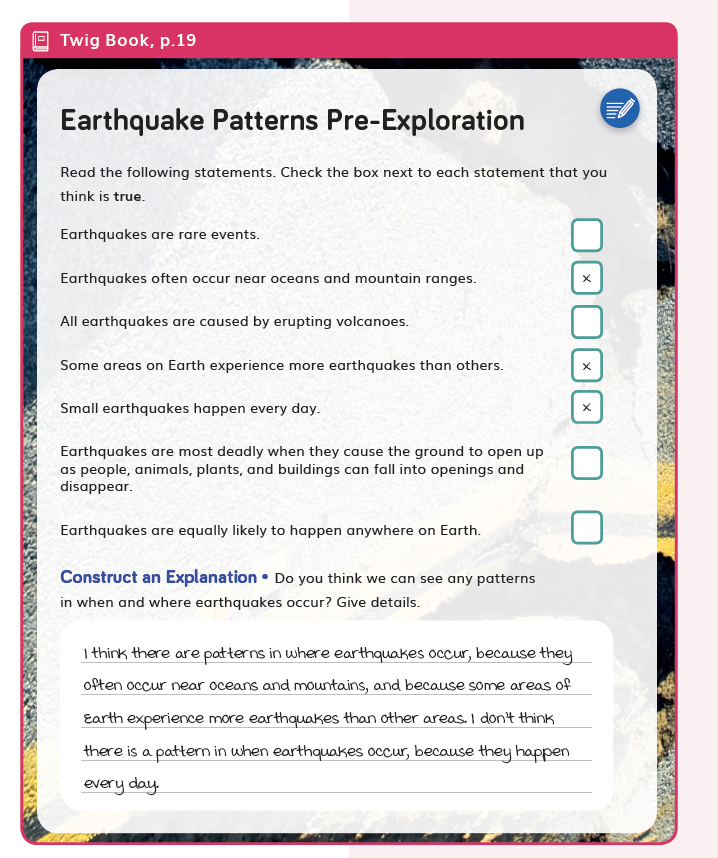 Twig Book, p.19
Earthquake Patterns Pre-Exploration
Read the following statements. Check the box next to each statement that you
think is true.
Earthquakes are rare events.
Earthquakes often occur near oceans and mountain ranges. ×
All earthquakes are caused by erupting volcanoes.
Some areas on Earth experience more earthquakes than others. ×
Small earthquakes happen every day. ×
Earthquakes are most deadly when they cause the ground to open up
as people, animals, plants, and buildings can fall into openings and
disappear.
Earthquakes are equally likely to happen anywhere on Earth.
Construct an Explanation • Do you think we can see any patterns
in when and where earthquakes occur? Give details.
I think there are patterns in where earthquakes occur, because they
often occur near oceans and mountains, and because some areas of
Earth experience more earthquakes than other areas. I don't think
there is a pattern in when earthquakes occur, because they happen
every day.